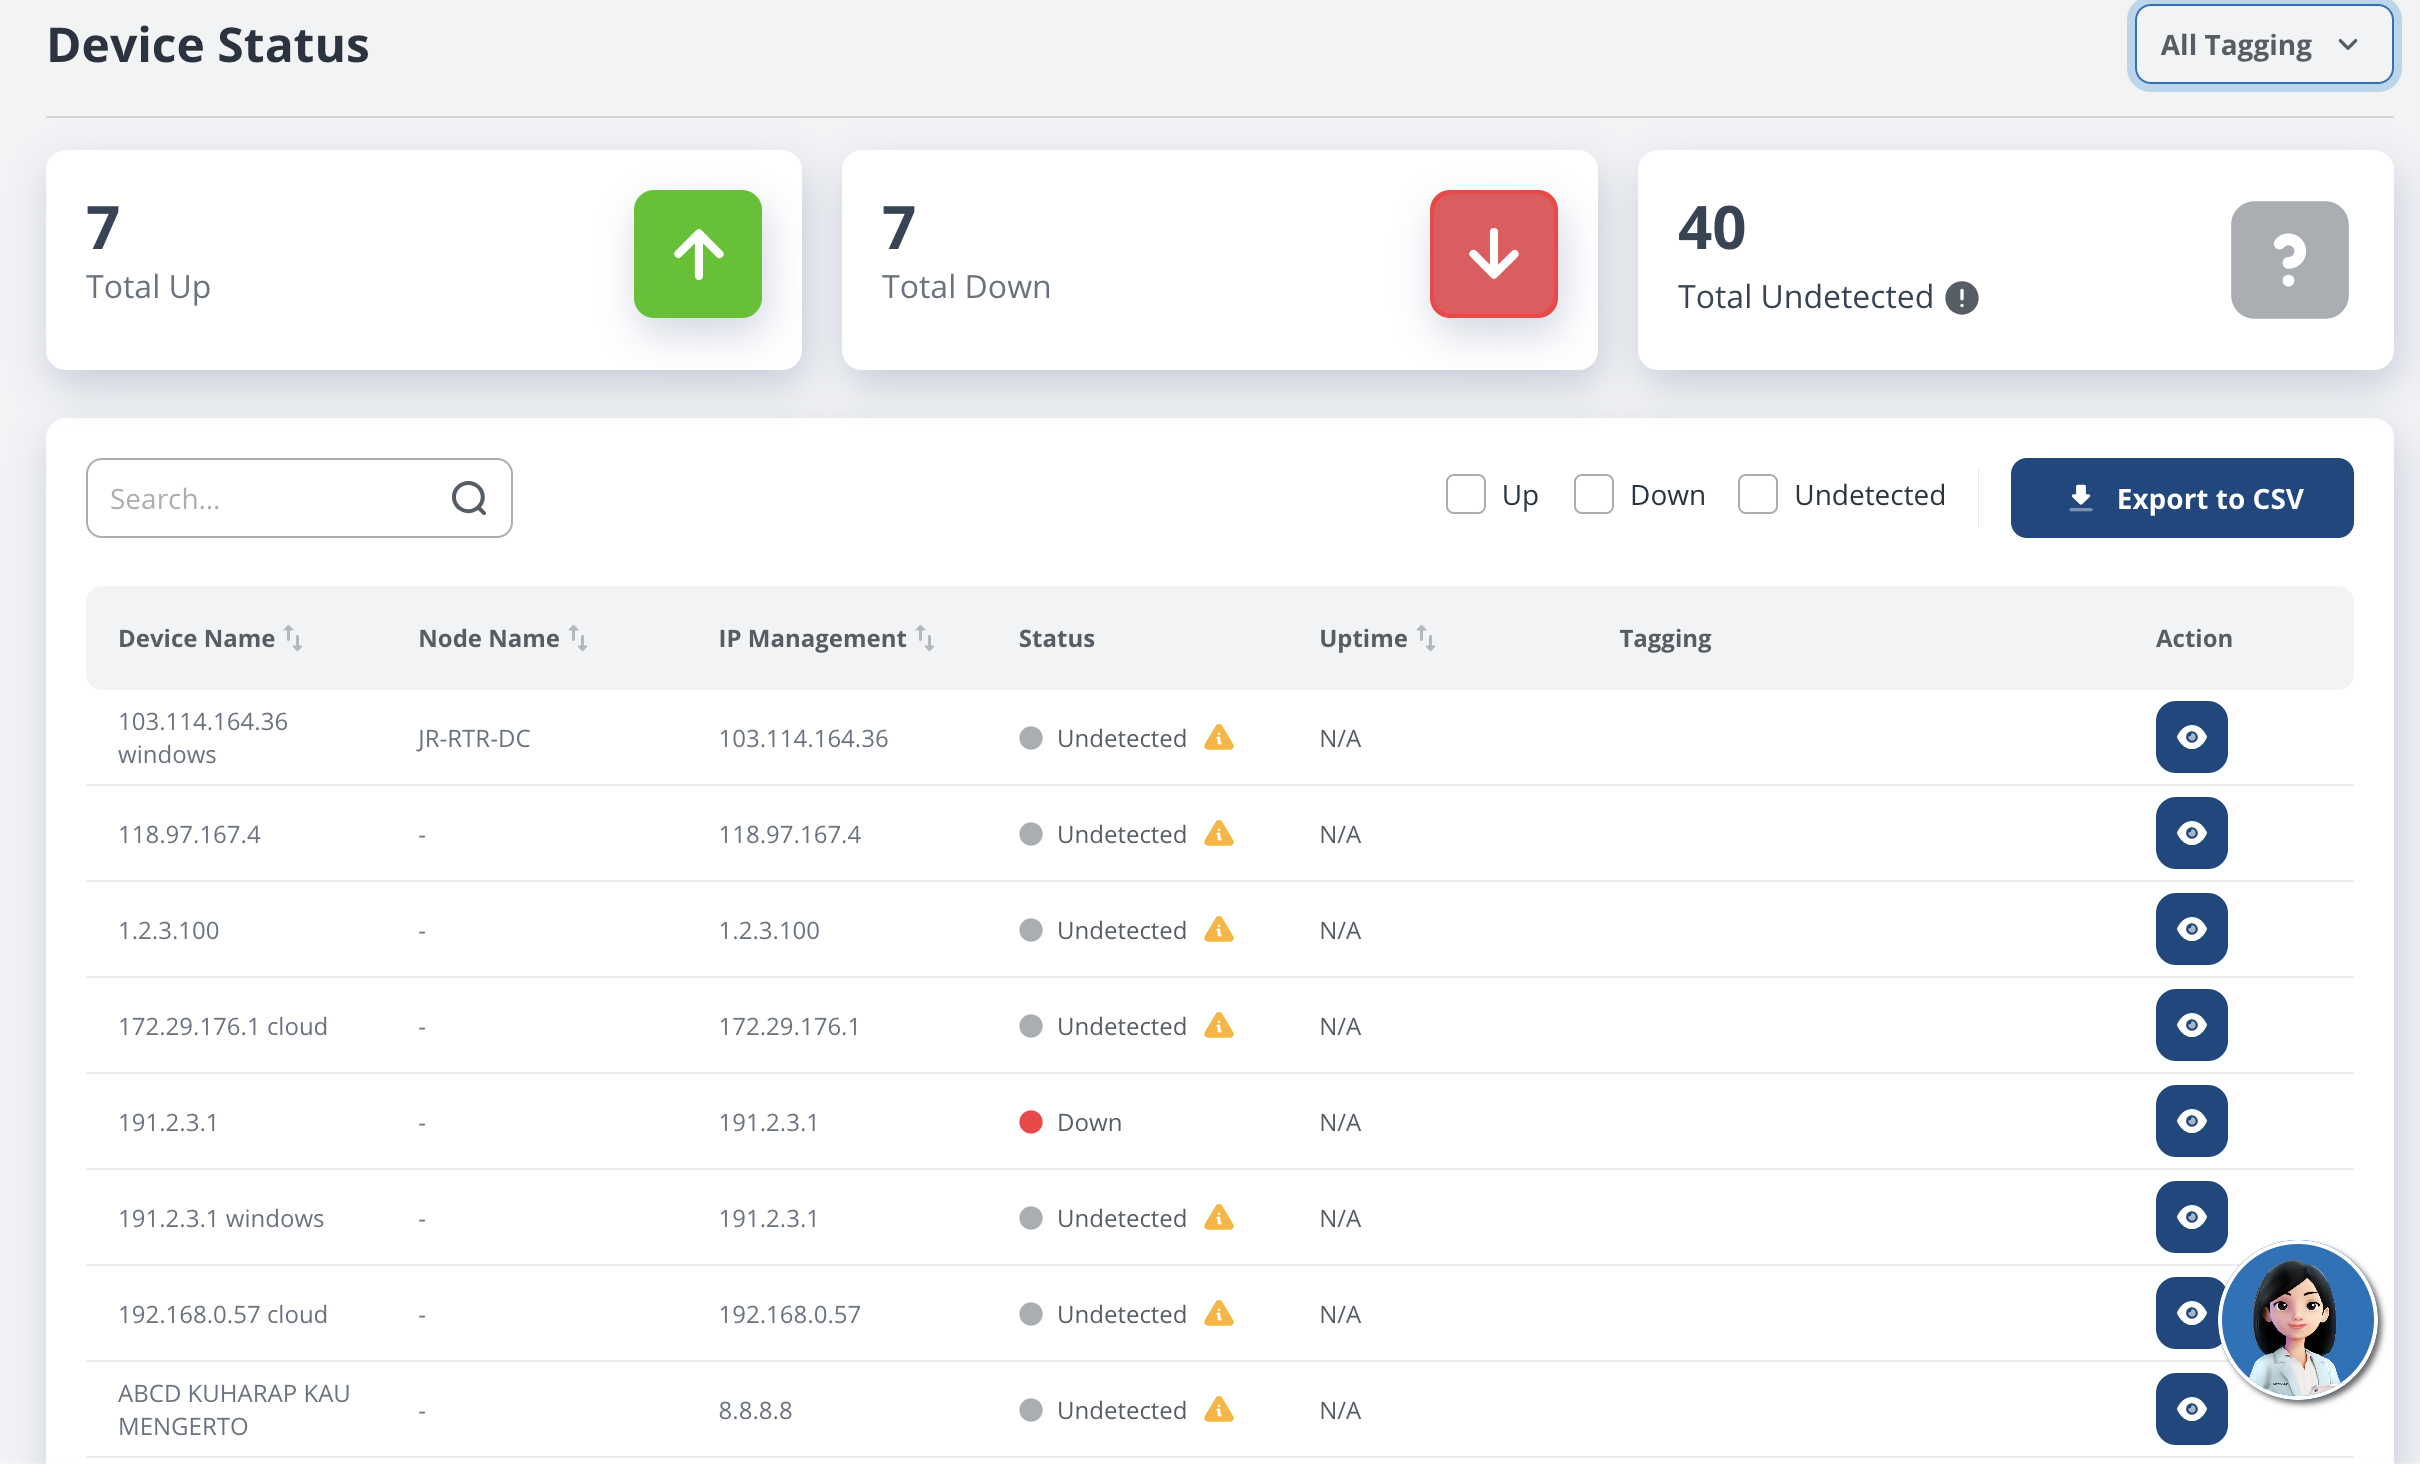 Device Status
All Tagging
7
Total Up
7
Total Down
40
Total Undetected
Search...
Up
Down
Undetected
Export to CSV
Device Name
Node Name
IP Management
Status
Uptime
Tagging
Action
103.114.164.36
windows
JR-RTR-DC
103.114.164.36
Undetected
N/A
118.97.167.4
-
118.97.167.4
Undetected
N/A
1.2.3.100
-
1.2.3.100
Undetected
N/A
172.29.176.1 cloud
-
172.29.176.1
Undetected
N/A
191.2.3.1
-
191.2.3.1
Down
N/A
191.2.3.1 windows
-
191.2.3.1
Undetected
N/A
192.168.0.57 cloud
-
192.168.0.57
Undetected
N/A
ABCD KUHARAP KAU
MENGERTO
-
8.8.8.8
Undetected
N/A